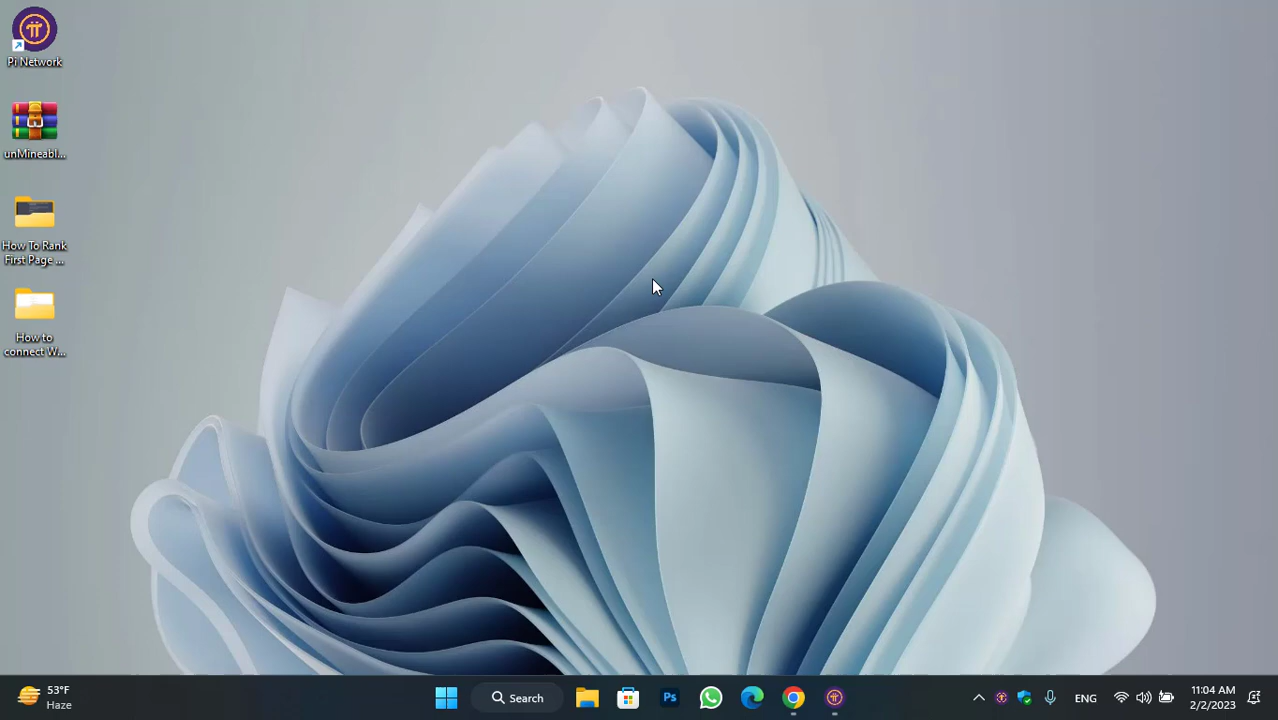 Pi Network
unMineabl...
How To Rank
First Page ...
How to
connect W...
53°F
Haze
Search
Ps
ENG
11:04 AM
2/2/2023